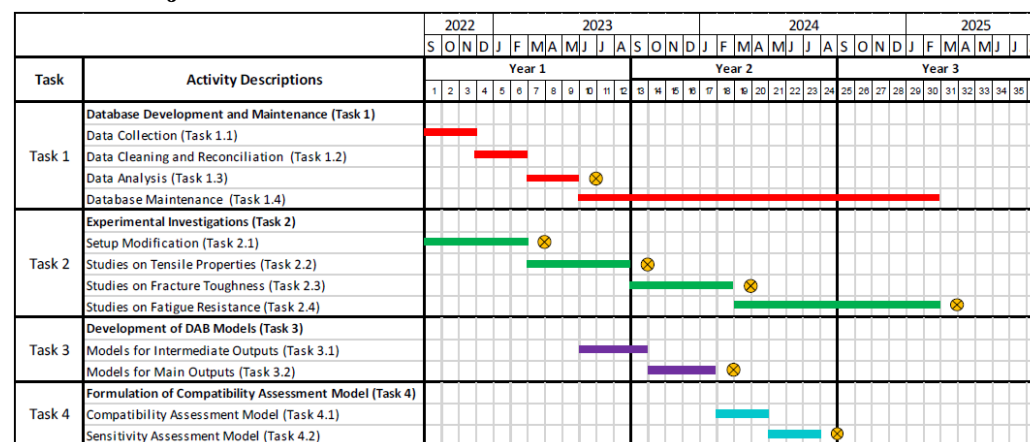 2022 2023 2024 2025
S O N D J F M A M J J A S O N D J F M A M J J A S O N D J F M A M J J
Task Activity Descriptions Year 1 Year 2 Year 3
1 2 3 4 5 6 7 8 9 10 11 12 13 14 15 16 17 18 19 20 21 22 23 24 25 26 27 28 29 30 31 32 33 34 35
Database Development and Maintenance (Task 1)
Data Collection (Task 1.1)
Task 1 Data Cleaning and Reconciliation (Task 1.2)
Data Analysis (Task 1.3)
Database Maintenance (Task 1.4)
Experimental Investigations (Task 2)
Setup Modification (Task 2.1)
Task 2 Studies on Tensile Properties (Task 2.2)
Studies on Fracture Toughness (Task 2.3)
Studies on Fatigue Resistance (Task 2.4)
Development of DAB Models (Task 3)
Task 3 Models for Intermediate Outputs (Task 3.1)
Models for Main Outputs (Task 3.2)
Formulation of Compatibility Assessment Model (Task 4)
Task 4 Compatibility Assessment Model (Task 4.1)
Sensitivity Assessment Model (Task 4.2)